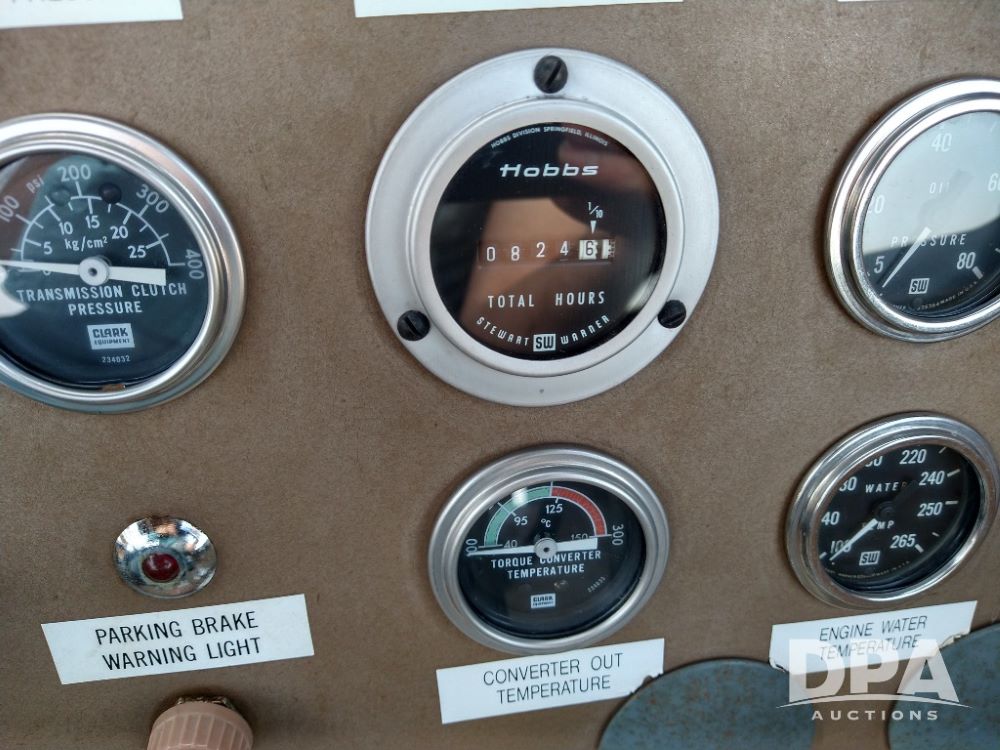 psi
100
200
300
400
5
10
15
20
25
kg/cm²
TRANSMISSION CLUTCH
PRESSURE
CLARK
EQUIPMENT
234032
HOBBS DIVISION SPRINGFIELD, ILLINOIS
Hobbs
1/10
0 8 2 4 6
TOTAL HOURS
STEWART SW WARNER
40
OIL
PRESSURE
5
80
SW
PARKING BRAKE
WARNING LIGHT
95
125
°C
40
150
300
TORQUE CONVERTER
TEMPERATURE
CLARK
EQUIPMENT
CONVERTER OUT
TEMPERATURE
220
WATER
240
250
TEMP
265
100
SW
ENGINE WATER
TEMPERATURE
DPA
AUCTIONS